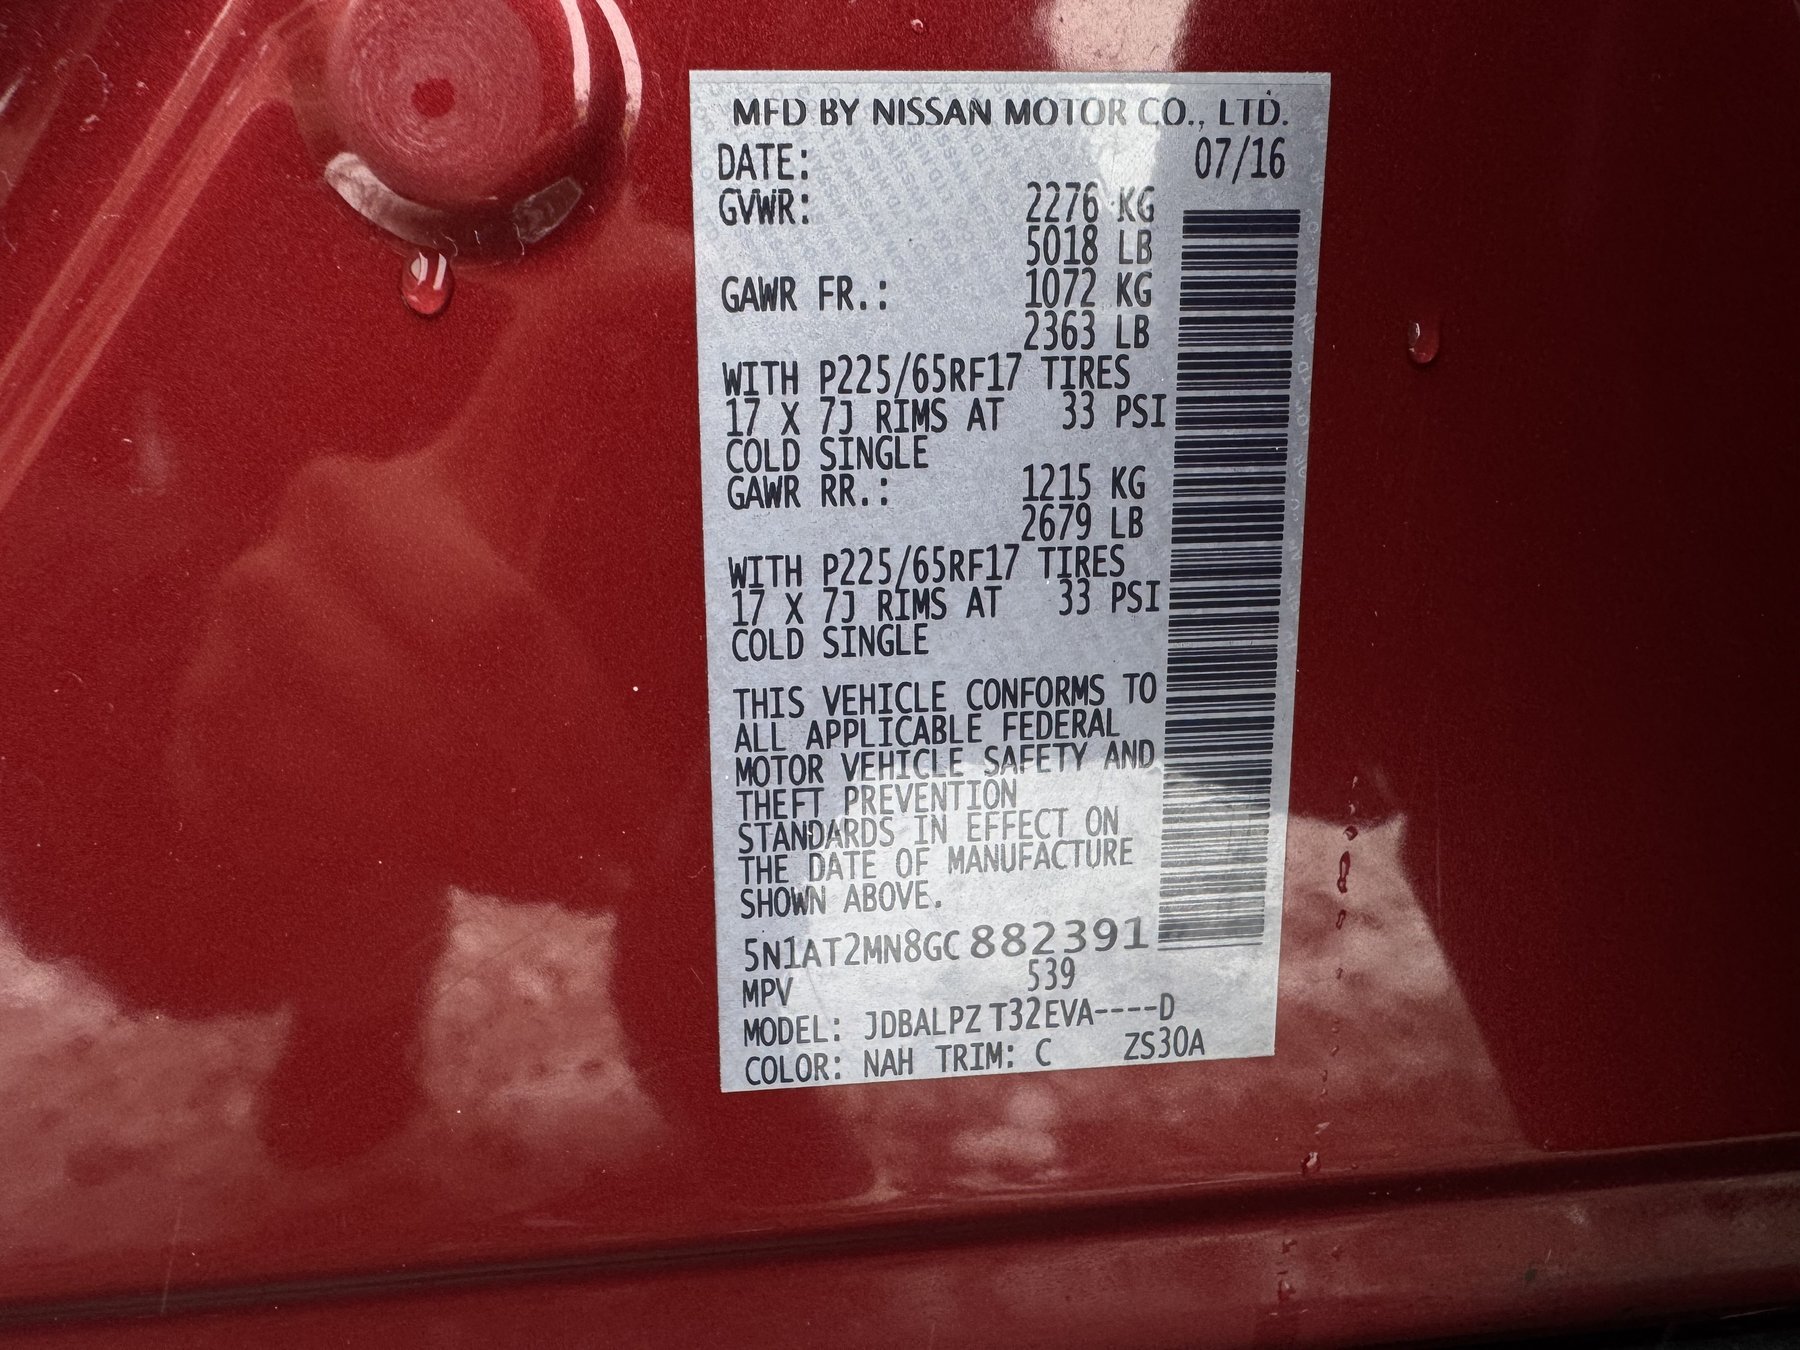 MFD BY NISSAN MOTOR CO., LTD.
DATE: 07/16
GVWR: 2276 KG
5018 LB
GAWR FR.: 1072 KG
2363 LB
WITH P225/65RF17 TIRES
17 X 7J RIMS AT 33 PSI
COLD SINGLE
GAWR RR.: 1215 KG
2679 LB
WITH P225/65RF17 TIRES
17 X 7J RIMS AT 33 PSI
COLD SINGLE
THIS VEHICLE CONFORMS TO
ALL APPLICABLE FEDERAL
MOTOR VEHICLE SAFETY AND
THEFT PREVENTION
STANDARDS IN EFFECT ON
THE DATE OF MANUFACTURE
SHOWN ABOVE.
5N1AT2MN8GC882391
MPV 539
MODEL: JDBALPZ T32EVA----D
COLOR: NAH TRIM: C ZS30A